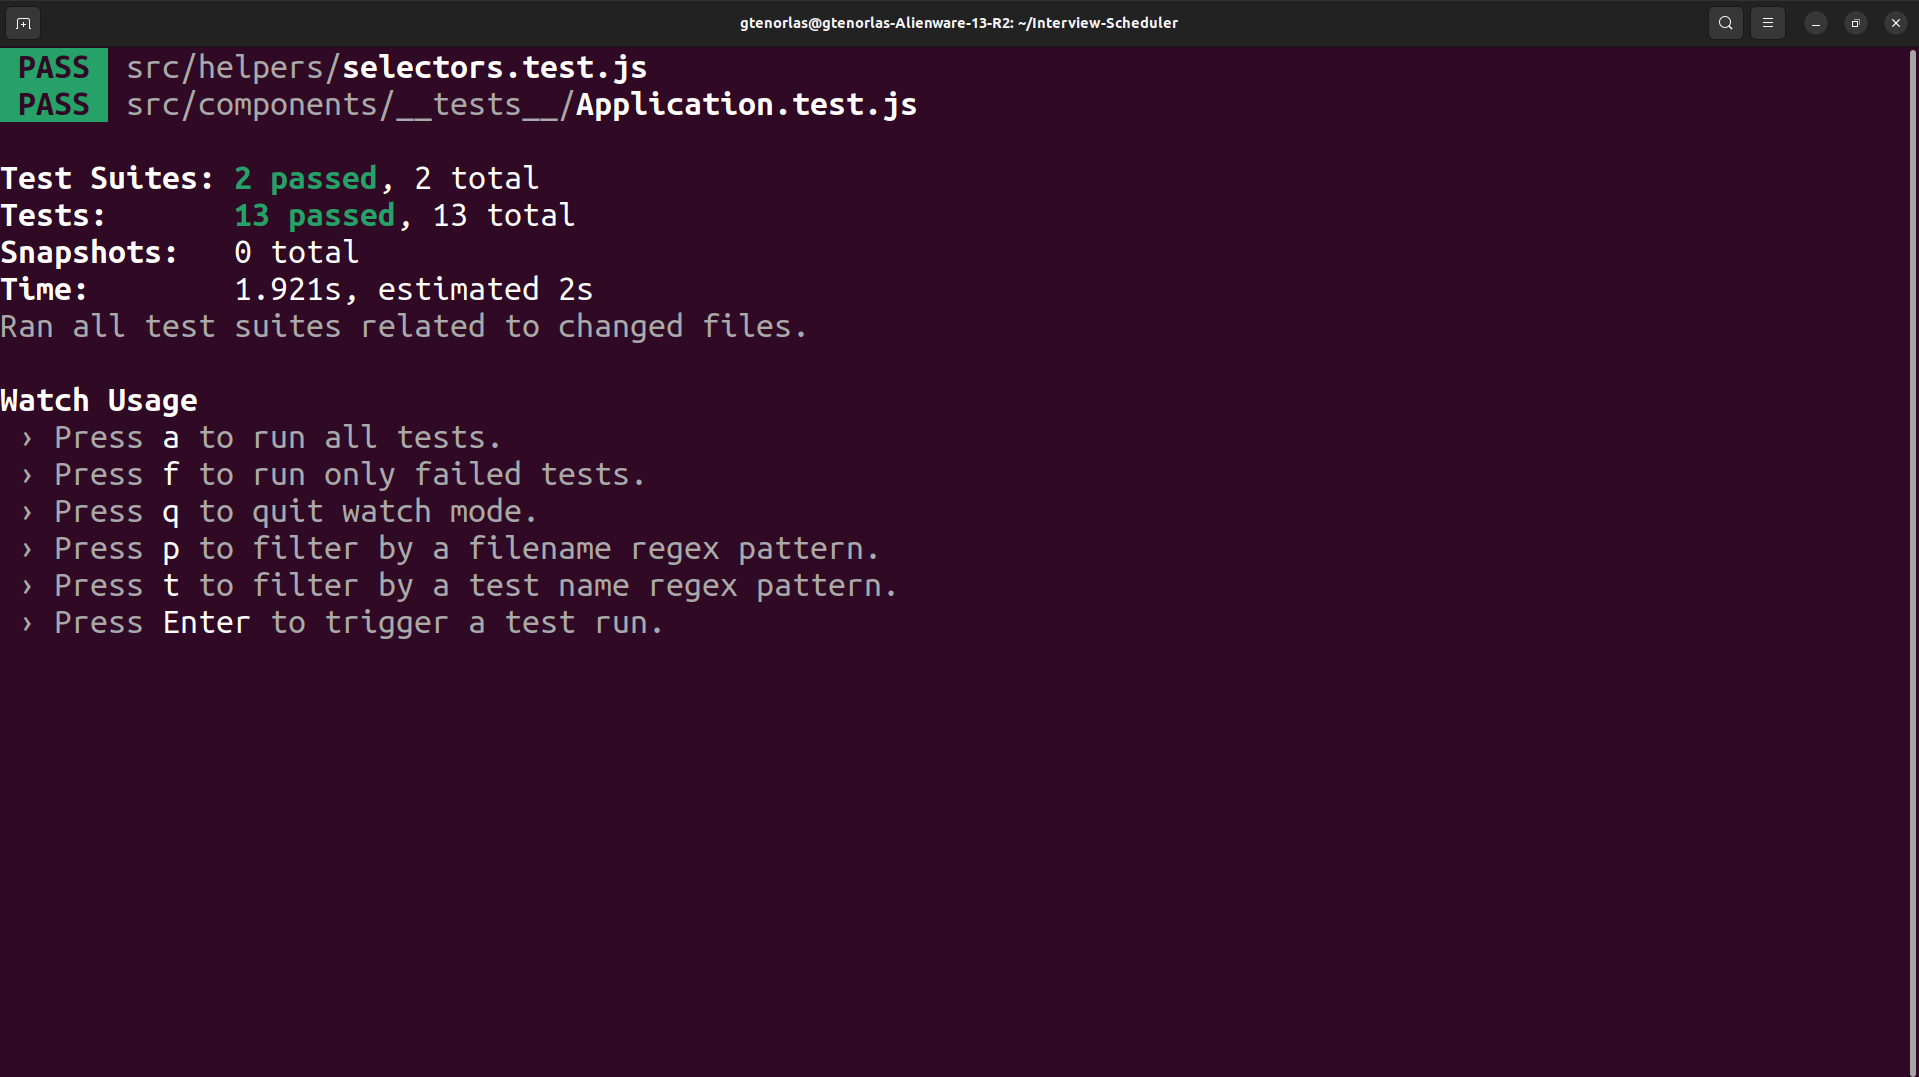 gtenorlas@gtenorlas-Alienware-13-R2: ~/Interview-Scheduler
PASS src/helpers/selectors.test.js
PASS src/components/__tests__/Application.test.js
Test Suites: 2 passed, 2 total
Tests: 13 passed, 13 total
Snapshots: 0 total
Time: 1.921s, estimated 2s
Ran all test suites related to changed files.
Watch Usage
› Press a to run all tests.
› Press f to run only failed tests.
› Press q to quit watch mode.
› Press p to filter by a filename regex pattern.
› Press t to filter by a test name regex pattern.
› Press Enter to trigger a test run.